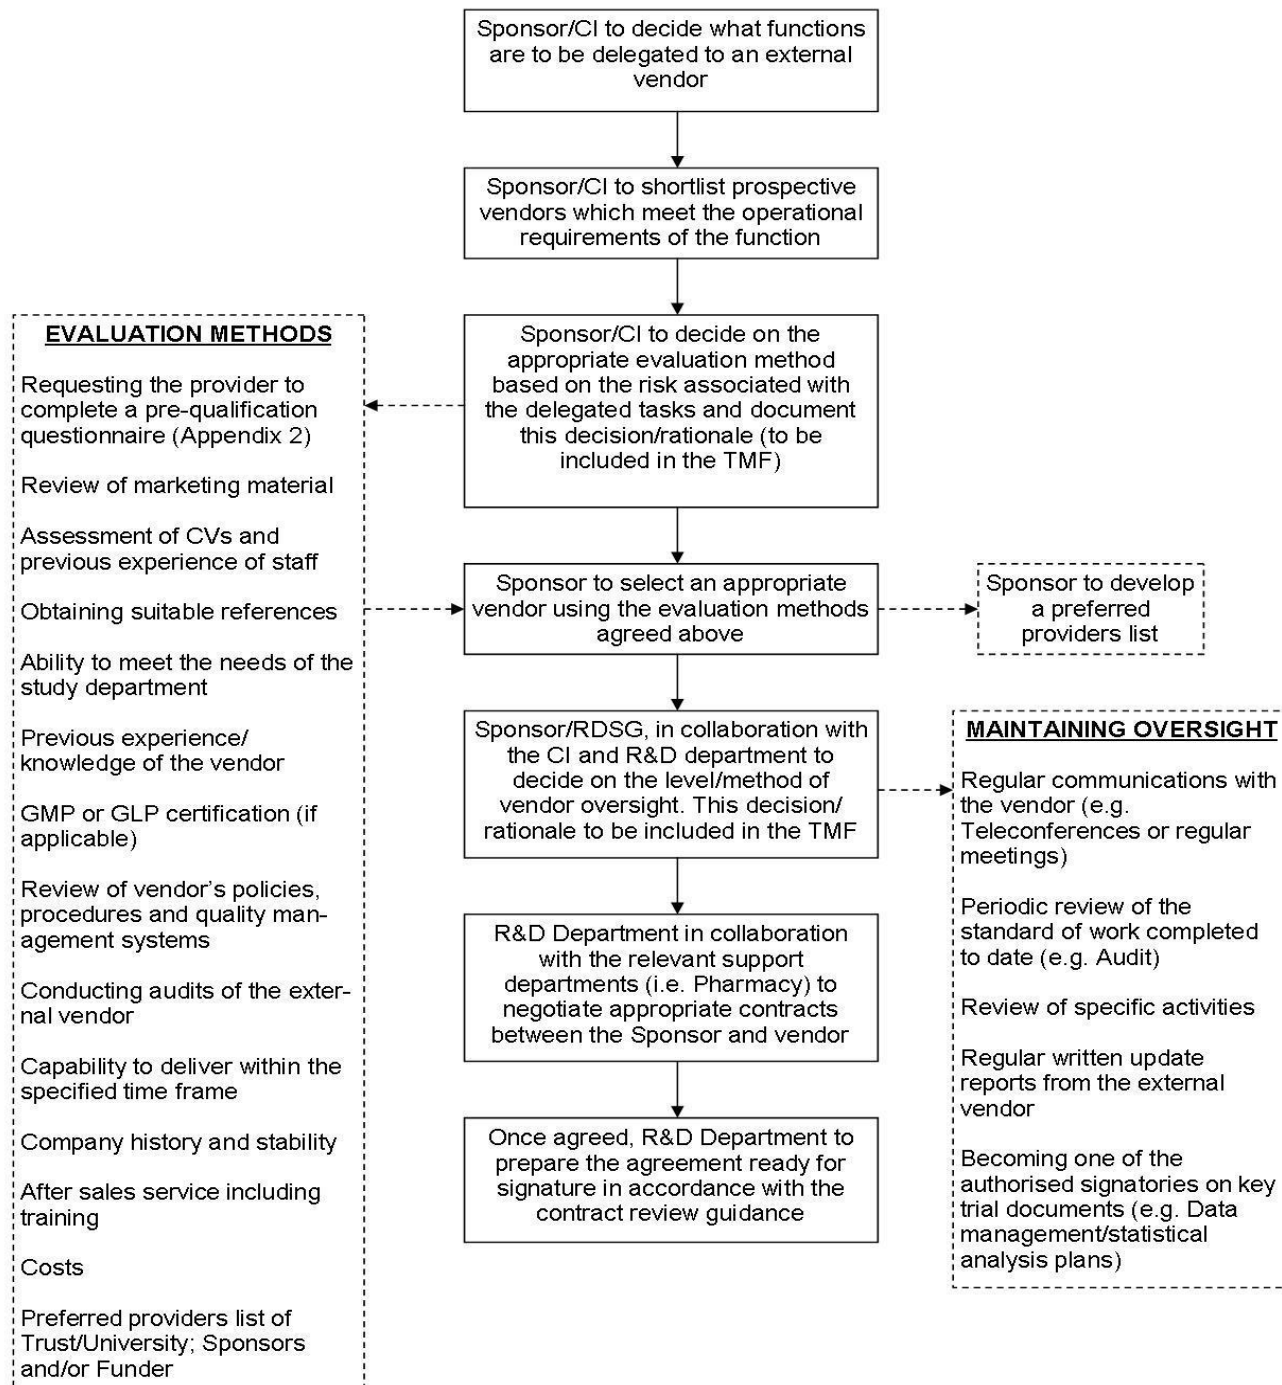 Sponsor/CI to decide what functions
are to be delegated to an external
vendor
Sponsor/CI to shortlist prospective
vendors which meet the operational
requirements of the function
Sponsor/CI to decide on the
appropriate evaluation method
based on the risk associated with
the delegated tasks and document
this decision/rationale (to be
included in the TMF)
EVALUATION METHODS
Requesting the provider to
complete a pre-qualification
questionnaire (Appendix 2)
Review of marketing material
Assessment of CVs and
previous experience of staff
Obtaining suitable references
Ability to meet the needs of the
study department
Previous experience/
knowledge of the vendor
GMP or GLP certification (if
applicable)
Review of vendor's policies,
procedures and quality man-
agement systems
Conducting audits of the exter-
nal vendor
Capability to deliver within the
specified time frame
Company history and stability
After sales service including
training
Costs
Preferred providers list of
Trust/University; Sponsors
and/or Funder
Sponsor to select an appropriate
vendor using the evaluation methods
agreed above
Sponsor to develop
a preferred
providers list
Sponsor/RDSG, in collaboration with
the CI and R&D department to
decide on the level/method of
vendor oversight. This decision/
rationale to be included in the TMF
MAINTAINING OVERSIGHT
Regular communications with
the vendor (e.g.
Teleconferences or regular
meetings)
Periodic review of the
standard of work completed
to date (e.g. Audit)
Review of specific activities
Regular written update
reports from the external
vendor
Becoming one of the
authorised signatories on key
trial documents (e.g. Data
management/statistical
analysis plans)
R&D Department in collaboration
with the relevant support
departments (i.e. Pharmacy) to
negotiate appropriate contracts
between the Sponsor and vendor
Once agreed, R&D Department to
prepare the agreement ready for
signature in accordance with the
contract review guidance